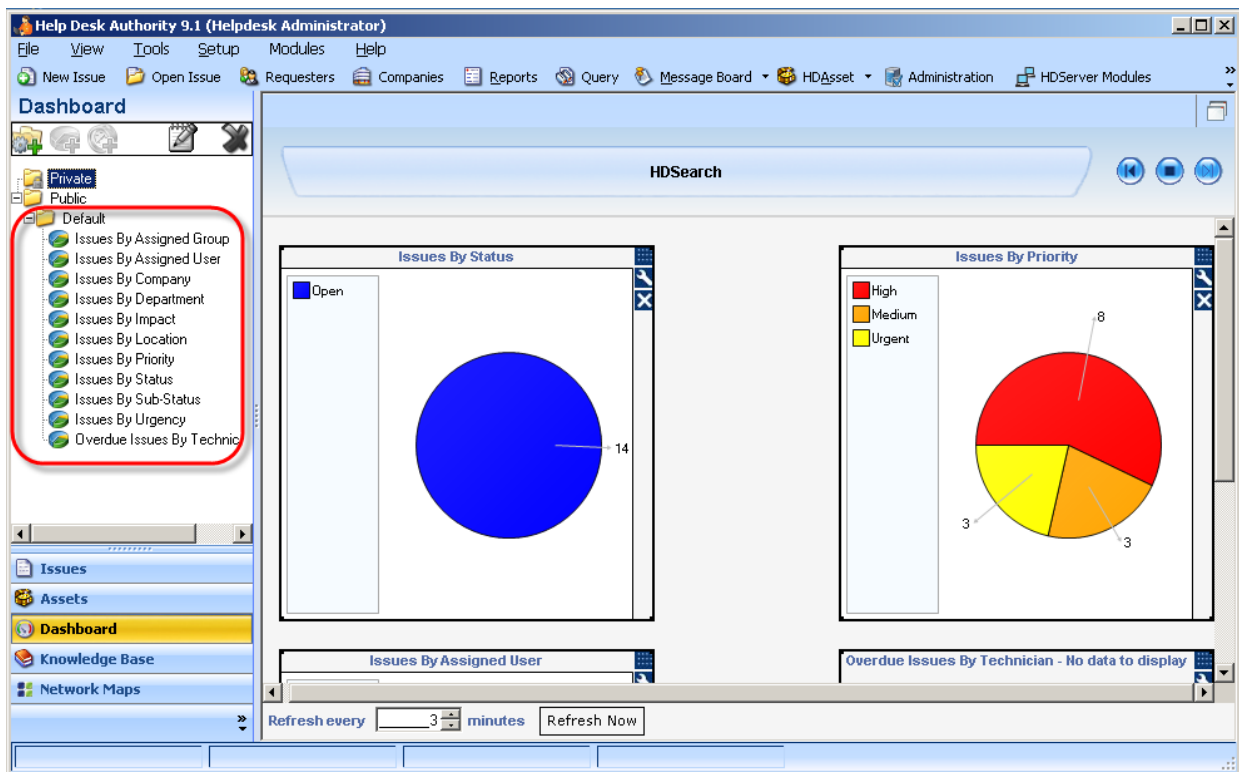 Help Desk Authority 9.1 (Helpdesk Administrator)
File View Tools Setup Modules Help
New Issue Open Issue Requesters Companies Reports Query Message Board HDAsset Administration HDServer Modules
Dashboard
HDSearch
Private
Public
Default
Issues By Assigned Group
Issues By Assigned User
Issues By Company
Issues By Department
Issues By Impact
Issues By Location
Issues By Priority
Issues By Status
Issues By Sub-Status
Issues By Urgency
Overdue Issues By Technic
Issues By Status
Open
14
Issues By Priority
High
Medium
Urgent
8
3
3
Issues By Assigned User
Overdue Issues By Technician - No data to display
Issues
Assets
Dashboard
Knowledge Base
Network Maps
Refresh every 3 minutes Refresh Now